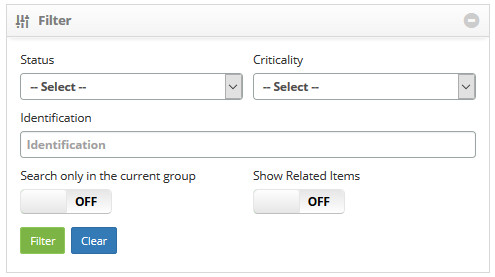 Filter
Status Criticality
-- Select -- -- Select --
Identification
Identification
Search only in the current group Show Related Items
OFF OFF
Filter Clear